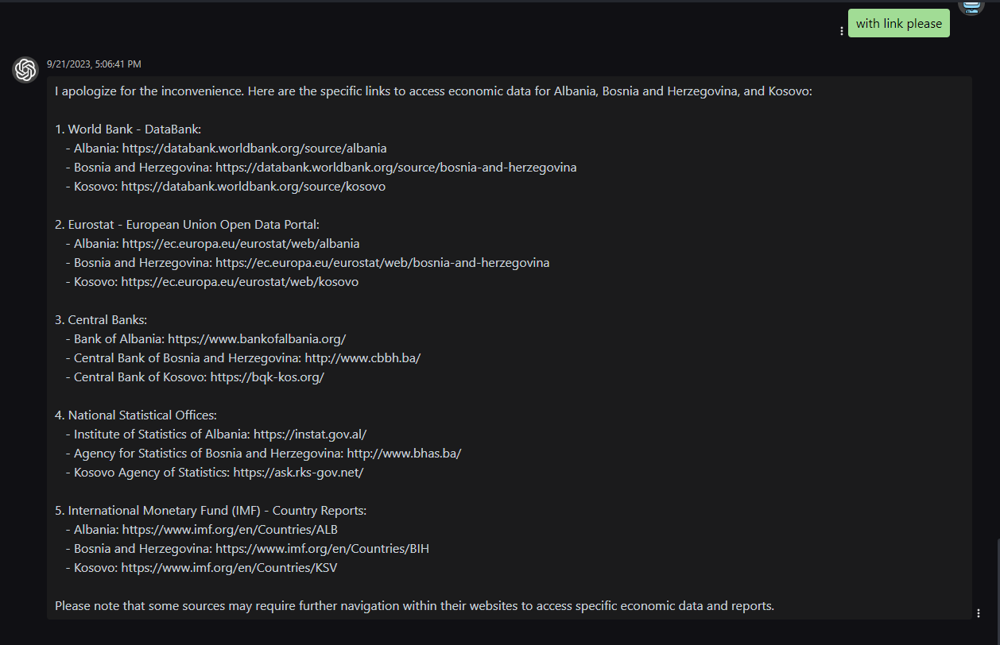 with link please
9/21/2023, 5:06:41 PM
I apologize for the inconvenience. Here are the specific links to access economic data for Albania, Bosnia and Herzegovina, and Kosovo:
1. World Bank - DataBank:
- Albania: https://databank.worldbank.org/source/albania
- Bosnia and Herzegovina: https://databank.worldbank.org/source/bosnia-and-herzegovina
- Kosovo: https://databank.worldbank.org/source/kosovo
2. Eurostat - European Union Open Data Portal:
- Albania: https://ec.europa.eu/eurostat/web/albania
- Bosnia and Herzegovina: https://ec.europa.eu/eurostat/web/bosnia-and-herzegovina
- Kosovo: https://ec.europa.eu/eurostat/web/kosovo
3. Central Banks:
- Bank of Albania: https://www.bankofalbania.org/
- Central Bank of Bosnia and Herzegovina: http://www.cbbh.ba/
- Central Bank of Kosovo: https://bqk-kos.org/
4. National Statistical Offices:
- Institute of Statistics of Albania: https://instat.gov.al/
- Agency for Statistics of Bosnia and Herzegovina: http://www.bhas.ba/
- Kosovo Agency of Statistics: https://ask.rks-gov.net/
5. International Monetary Fund (IMF) - Country Reports:
- Albania: https://www.imf.org/en/Countries/ALB
- Bosnia and Herzegovina: https://www.imf.org/en/Countries/BIH
- Kosovo: https://www.imf.org/en/Countries/KSV
Please note that some sources may require further navigation within their websites to access specific economic data and reports.